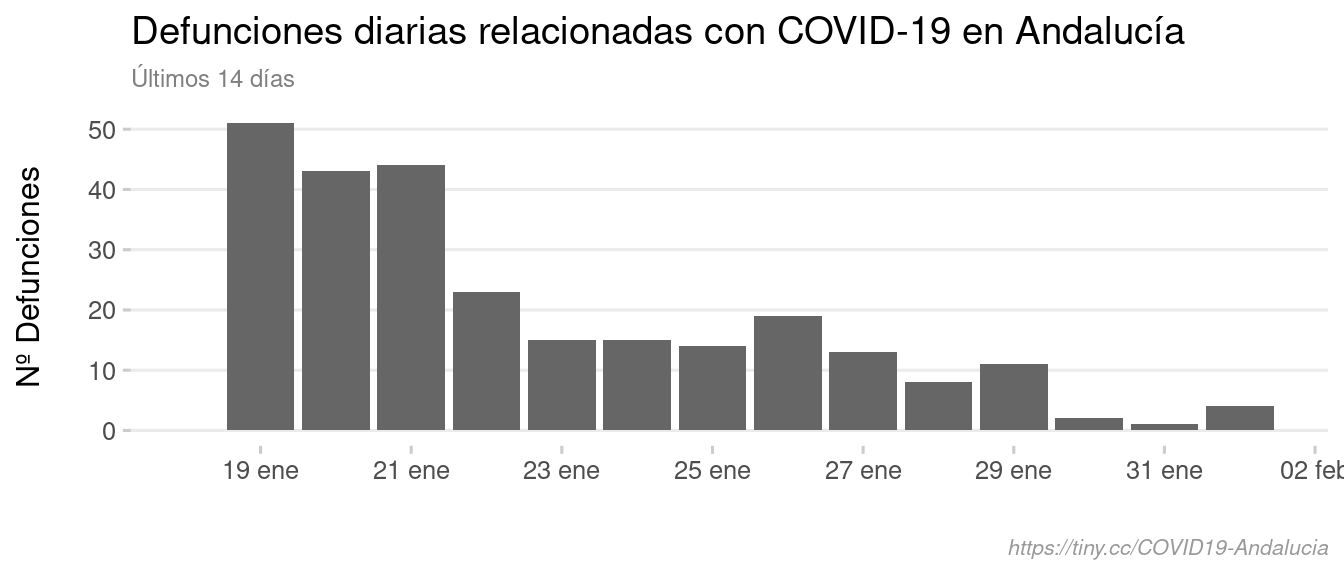 Defunciones diarias relacionadas con COVID-19 en Andalucía
Últimos 14 días
Nº Defunciones
50
40
30
20
10
0
19 ene 21 ene 23 ene 25 ene 27 ene 29 ene 31 ene 02 feb
https://tiny.cc/COVID19-Andalucia